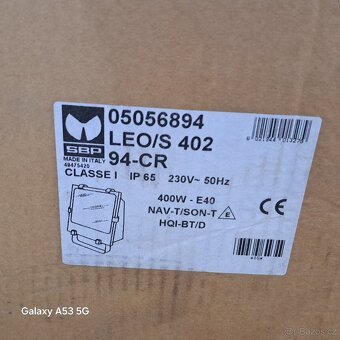 05056894
LEO/S 402
94-CR
SBP
MADE IN ITALY
49475420
CLASSE I IP 65 230V~ 50Hz
400W - E40
NAV-T/SON-T E
HQI-BT/D
Galaxy A53 5G